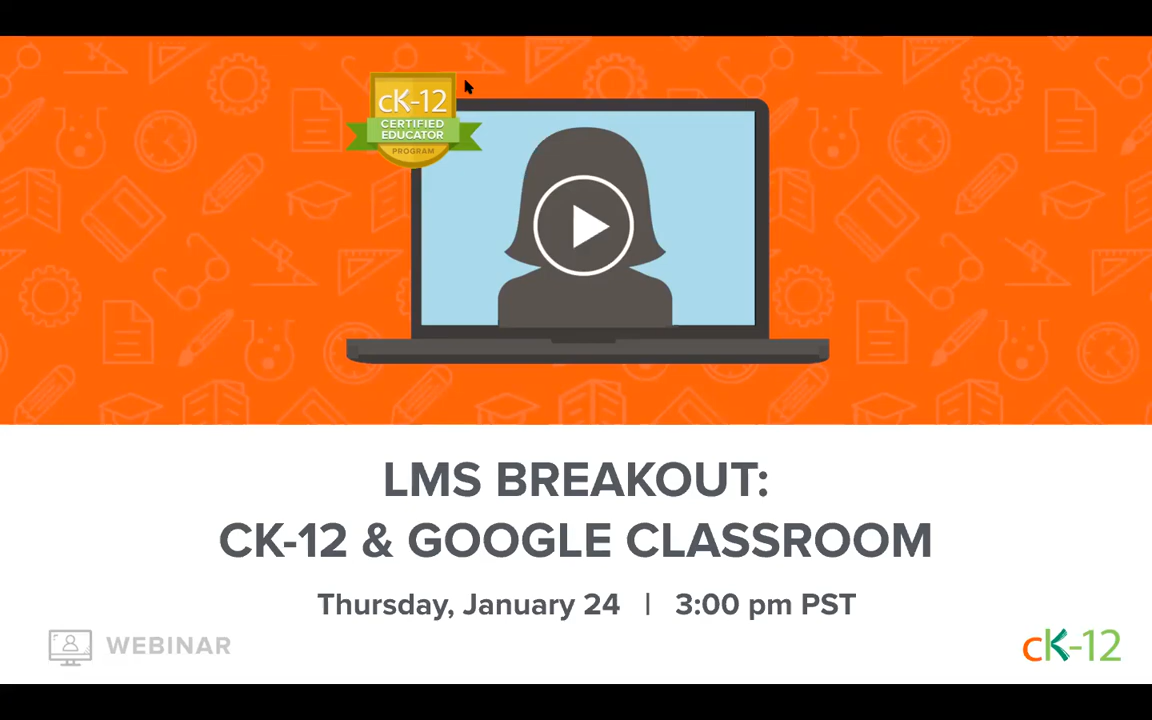 cK-12
CERTIFIED
EDUCATOR
PROGRAM
LMS BREAKOUT:
CK-12 & GOOGLE CLASSROOM
Thursday, January 24 | 3:00 pm PST
WEBINAR
cK-12